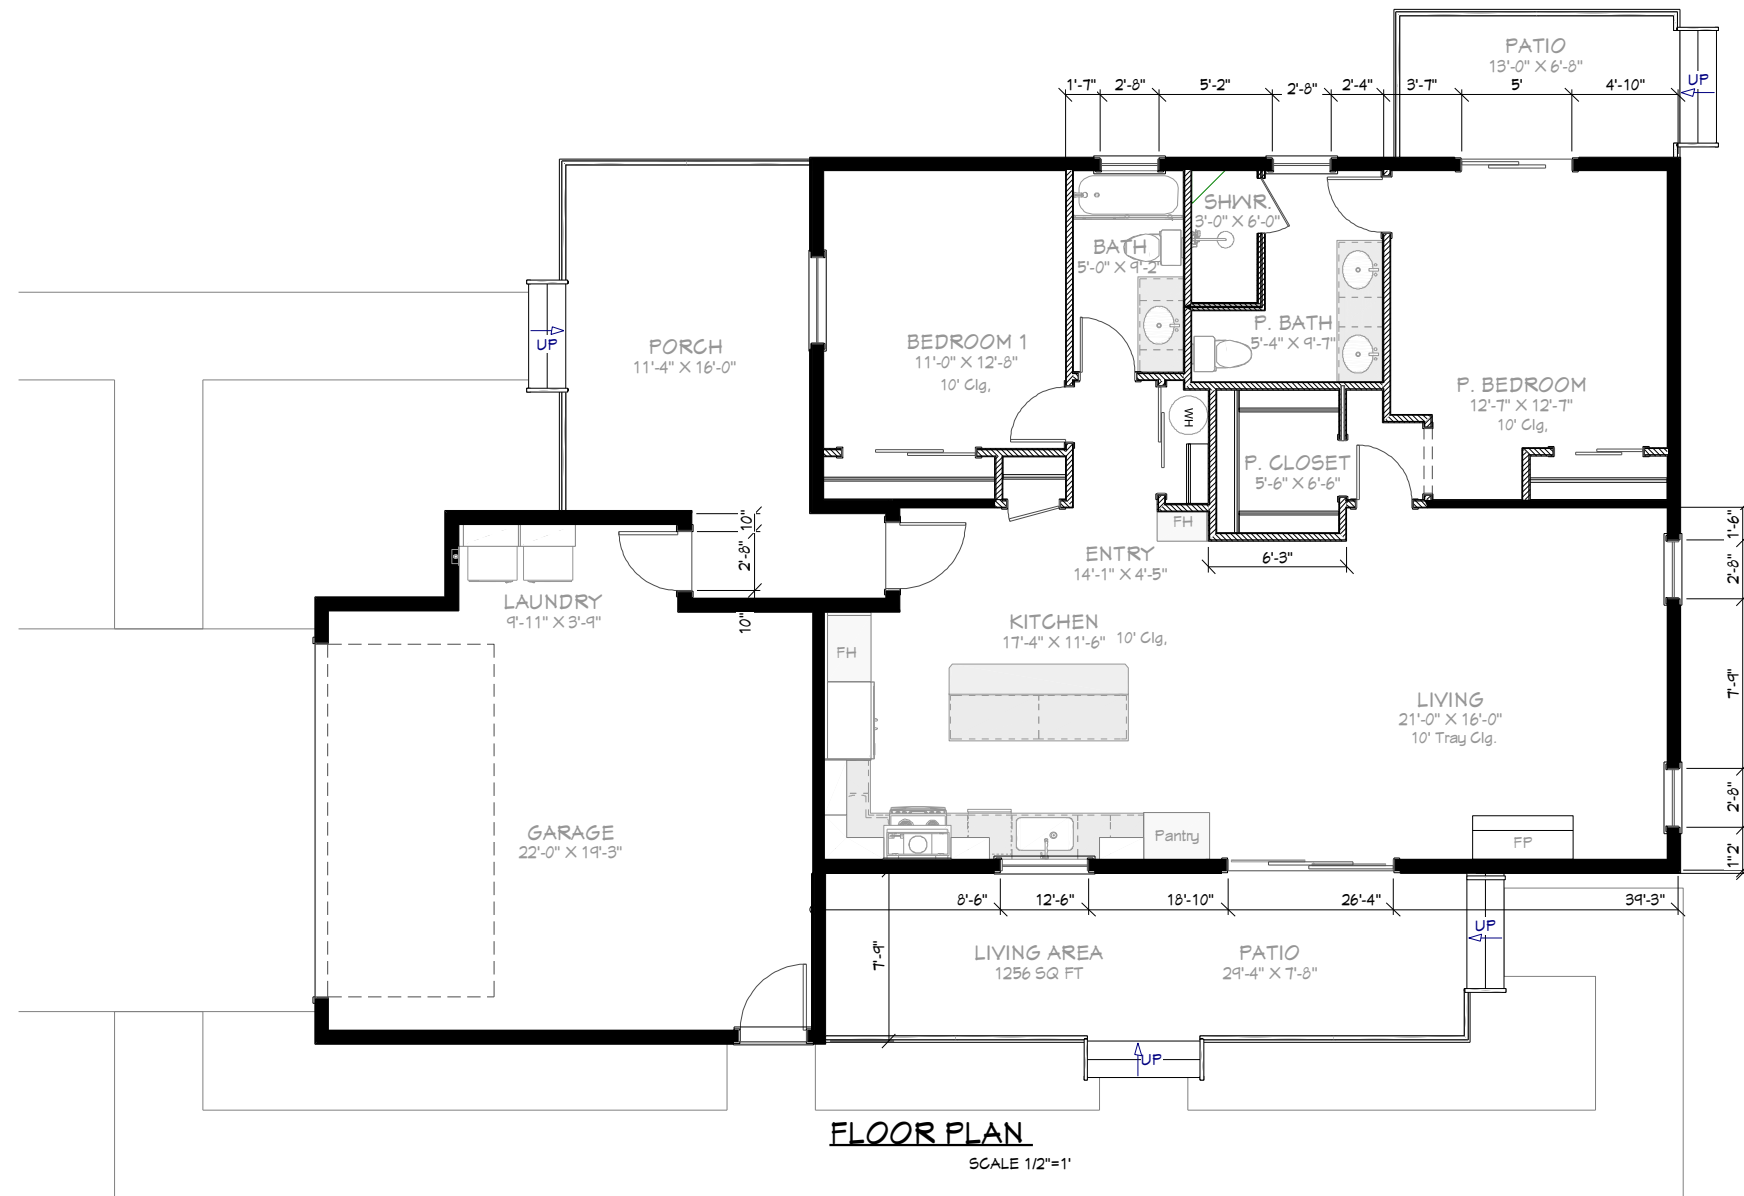 PATIO
13'-0" X 6'-8"
UP
1'-7"
2'-8"
5'-2"
2'-8"
2'-4"
3'-7"
5'
4'-10"
SHWR.
3'-0" X 6'-0"
BATH
5'-0" X 9'-2"
P. BATH
5'-4" X 9'-7"
UP
PORCH
11'-4" X 16'-0"
BEDROOM 1
11'-0" X 12'-8"
10' Clg,
P. BEDROOM
12'-7" X 12'-7"
10' Clg,
WH
P. CLOSET
5'-6" X 6'-6"
10"
2'-8"
10"
FH
ENTRY
14'-1" X 4'-5"
6'-3"
1'-6"
2'-8"
7'-9"
2'-8"
1'2'
LAUNDRY
9'-11" X 3'-9"
KITCHEN
17'-4" X 11'-6"
10' Clg,
FH
LIVING
21'-0" X 16'-0"
10' Tray Clg.
GARAGE
22'-0" X 19'-3"
Pantry
FP
8'-6"
12'-6"
18'-10"
26'-4"
39'-3"
UP
7'-9"
LIVING AREA
1256 SQ FT
PATIO
29'-4" X 7'-8"
UP
FLOOR PLAN
SCALE 1/2"=1'